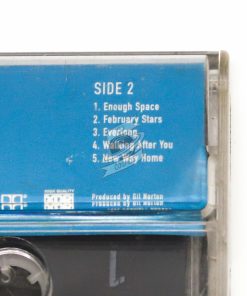 SIDE 2
1. Enough Space
2. February Stars
3. Everlong
4. Walking After You
5. New Way Home
HIGH QUALITY
Produced by Gil Norton
Produced by Gil Norton